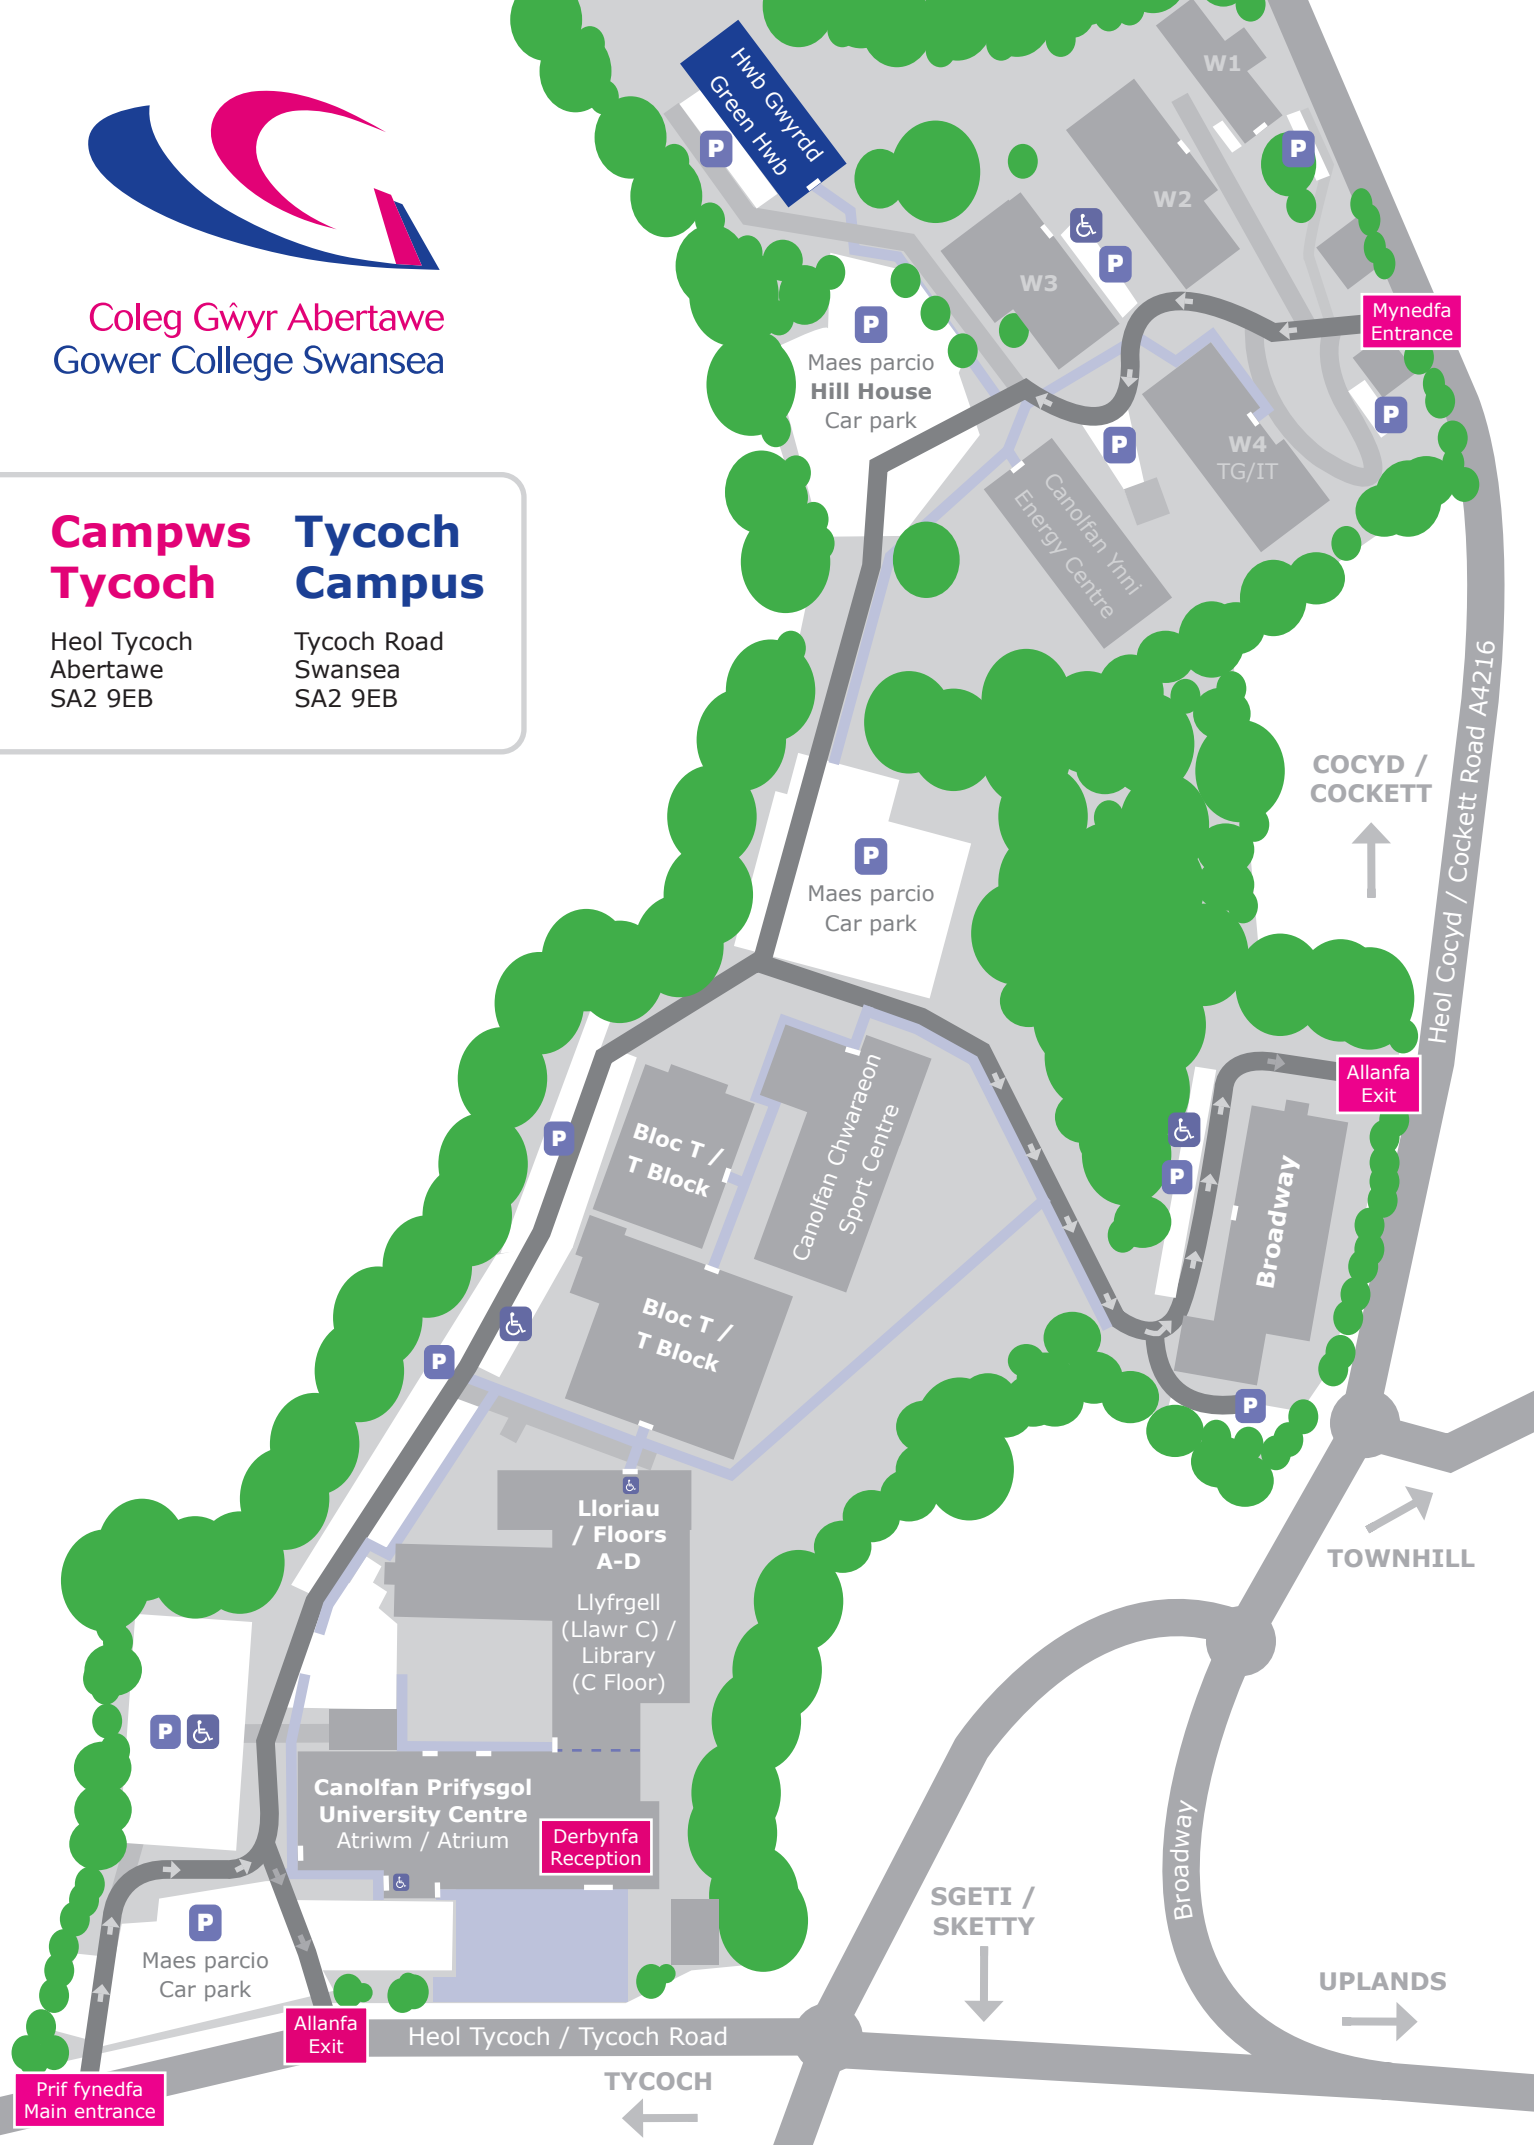 Coleg Gŵyr Abertawe
Gower College Swansea
Campws
Tycoch
Heol Tycoch
Abertawe
SA2 9EB
Tycoch
Campus
Tycoch Road
Swansea
SA2 9EB
Hwb Gwyrdd
Green Hwb
P
W1
P
W2
P
W3
Mynedfa
Entrance
P
Maes parcio
Hill House
Car park
P
P
W4
TG/IT
Canolfan Ynni
Energy Centre
Heol Cocyd / Cockett Road A4216
COCYD /
COCKETT
P
Maes parcio
Car park
Allanfa
Exit
P
Bloc T /
T Block
Canolfan Chwaraeon
Sport Centre
P
Broadway
Bloc T /
T Block
P
P
Lloriau
/ Floors
A-D
Llyfrgell
(Llawr C) /
Library
(C Floor)
TOWNHILL
P
Canolfan Prifysgol
University Centre
Atriwm / Atrium
Derbynfa
Reception
Broadway
P
Maes parcio
Car park
SGETI /
SKETTY
UPLANDS
Allanfa
Exit
Heol Tycoch / Tycoch Road
TYCOCH
Prif fynedfa
Main entrance